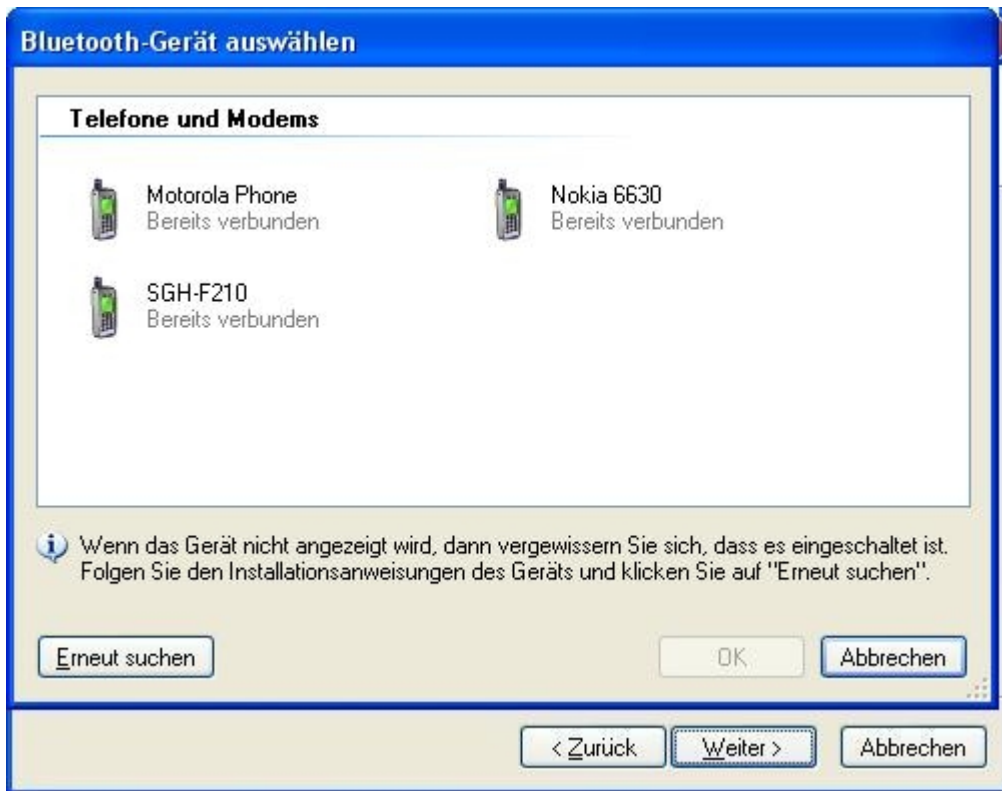 Bluetooth-Gerät auswählen
Telefone und Modems
Motorola Phone
Bereits verbunden
Nokia 6630
Bereits verbunden
SGH-F210
Bereits verbunden
Wenn das Gerät nicht angezeigt wird, dann vergewissern Sie sich, dass es eingeschaltet ist.
Folgen Sie den Installationsanweisungen des Geräts und klicken Sie auf "Erneut suchen".
Erneut suchen
OK
Abbrechen
< Zurück
Weiter >
Abbrechen